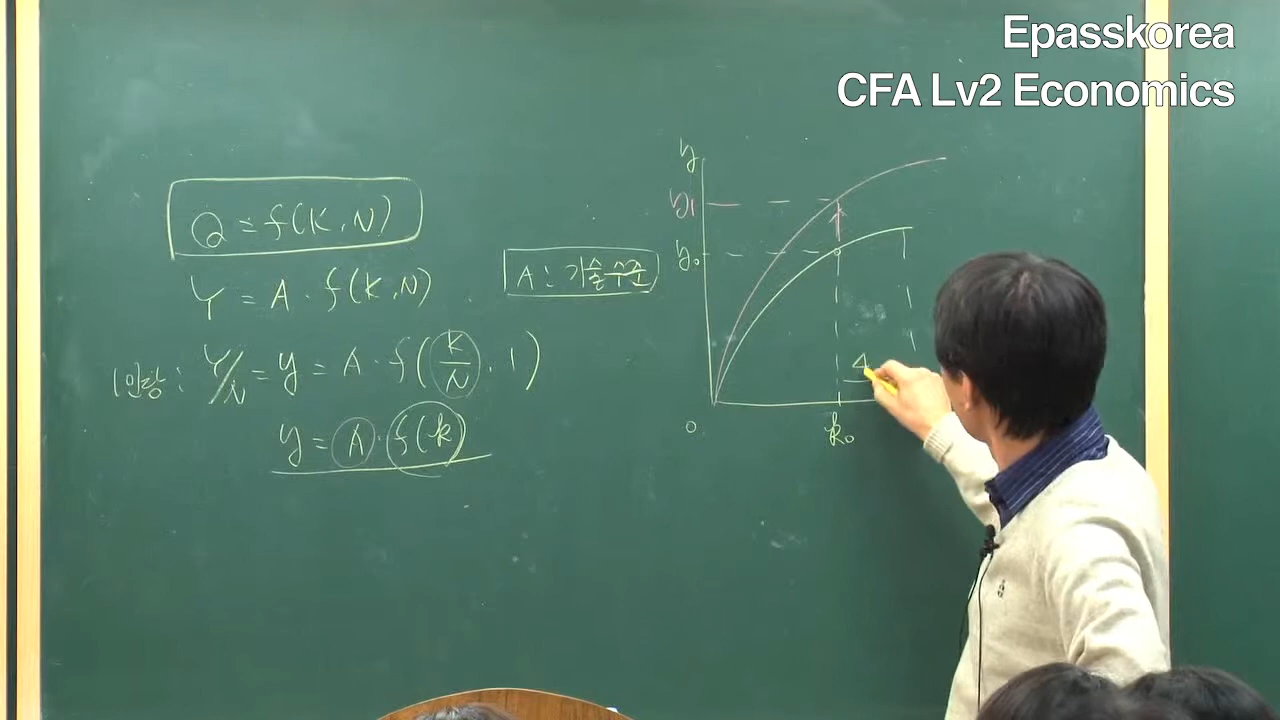 Epasskorea
CFA Lv2 Economics
Q = f(K, N)
Y = A · f(K, N)
A : 기술수준
1인당 : Y/N = y = A · f(K/N, 1)
y = A · f(k)
y
y1
y0
0
k0